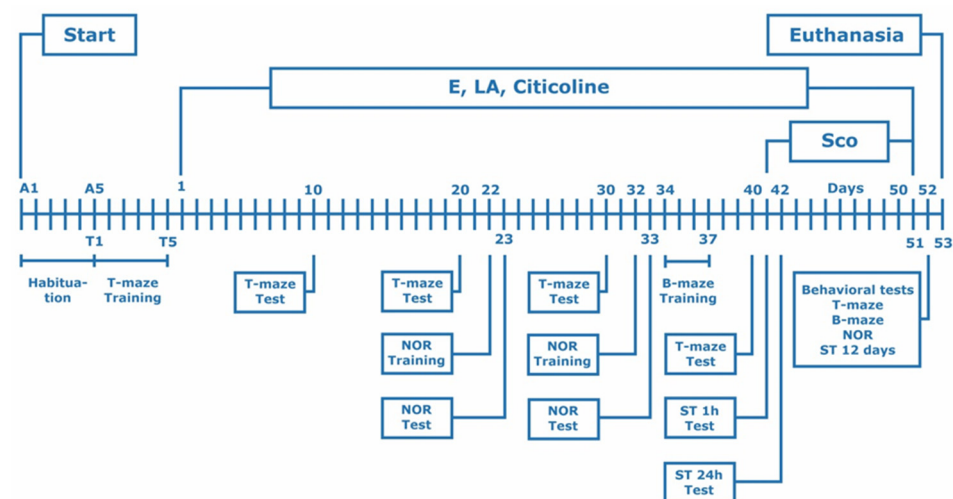 Start
Euthanasia
E, LA, Citicoline
Sco
A1 A5 1 10 20 22 30 32 34 40 42 Days 50 52
T1 T5 23 33 37 51 53
Habitua-
tion
T-maze
Training
T-maze
Test
T-maze
Test
T-maze
Test
B-maze
Training
Behavioral tests
T-maze
B-maze
NOR
ST 12 days
NOR
Training
NOR
Training
T-maze
Test
NOR
Test
NOR
Test
ST 1h
Test
ST 24h
Test